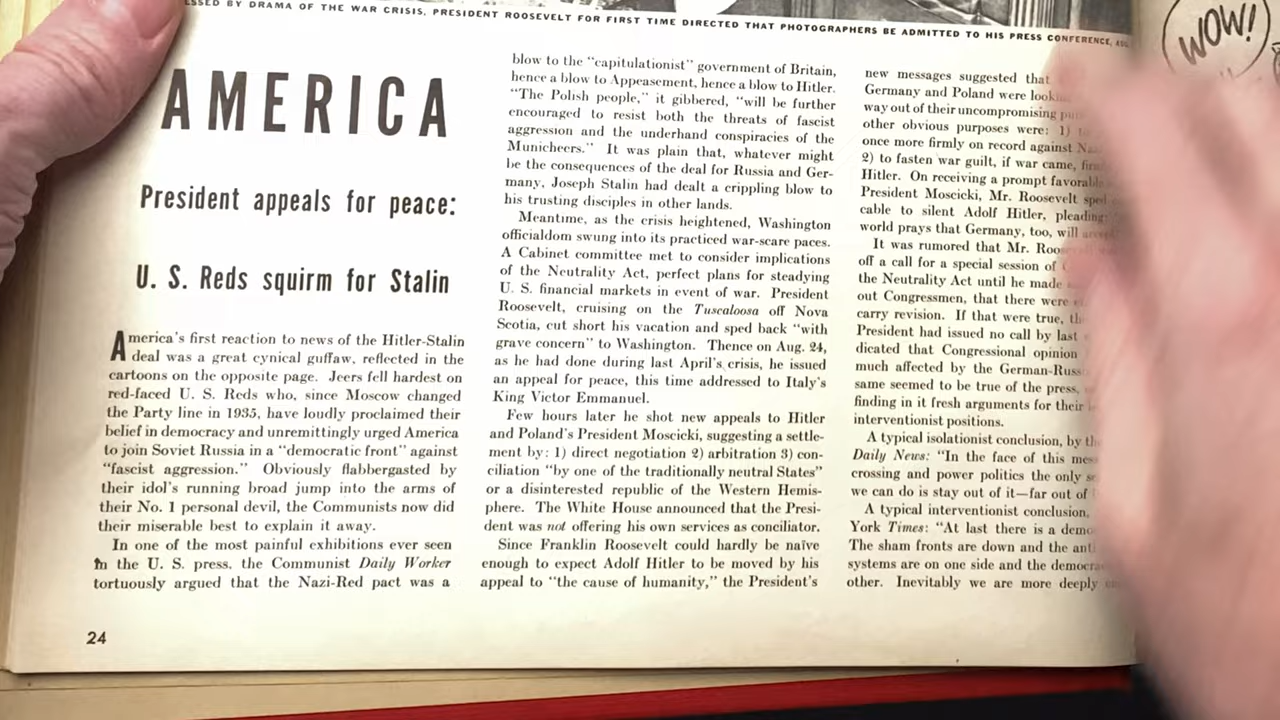 SSED BY DRAMA OF THE WAR CRISIS, PRESIDENT ROOSEVELT FOR FIRST TIME DIRECTED THAT PHOTOGRAPHERS BE ADMITTED TO HIS PRESS CONFERENCE,
WOW!
AMERICA
President appeals for peace:
U. S. Reds squirm for Stalin
America's first reaction to news of the Hitler-Stalin
deal was a great cynical guffaw, reflected in the
cartoons on the opposite page. Jeers fell hardest on
red-faced U. S. Reds who, since Moscow changed
the Party line in 1935, have loudly proclaimed their
belief in democracy and unremittingly urged America
to join Soviet Russia in a "democratic front" against
"fascist aggression." Obviously flabbergasted by
their idol's running broad jump into the arms of
their No. 1 personal devil, the Communists now did
their miserable best to explain it away.
In one of the most painful exhibitions ever seen
in the U. S. press, the Communist Daily Worker
tortuously argued that the Nazi-Red pact was a
blow to the "capitulationist" government of Britain,
hence a blow to Appeasement, hence a blow to Hitler.
"The Polish people," it gibbered, "will be further
encouraged to resist both the threats of fascist
aggression and the underhand conspiracies of the
Municheers." It was plain that, whatever might
be the consequences of the deal for Russia and Ger-
many, Joseph Stalin had dealt a crippling blow to
his trusting disciples in other lands.
Meantime, as the crisis heightened, Washington
officialdom swung into its practiced war-scare paces.
A Cabinet committee met to consider implications
of the Neutrality Act, perfect plans for steadying
U. S. financial markets in event of war. President
Roosevelt, cruising on the Tuscaloosa off Nova
Scotia, cut short his vacation and sped back "with
grave concern" to Washington. Thence on Aug. 24,
as he had done during last April's crisis, he issued
an appeal for peace, this time addressed to Italy's
King Victor Emmanuel.
Few hours later he shot new appeals to Hitler
and Poland's President Moscicki, suggesting a settle-
ment by: 1) direct negotiation 2) arbitration 3) con-
ciliation "by one of the traditionally neutral States"
or a disinterested republic of the Western Hemis-
phere. The White House announced that the Presi-
dent was not offering his own services as conciliator.
Since Franklin Roosevelt could hardly be naïve
enough to expect Adolf Hitler to be moved by his
appeal to "the cause of humanity," the President's
new messages suggested that
Germany and Poland were
way out of their uncompromising
other obvious purposes were: 1)
once more firmly on record against
2) to fasten war guilt, if war came,
Hitler. On receiving a prompt favorable
President Moscicki, Mr. Roosevelt
cable to silent Adolf Hitler, pleading
world prays that Germany, too, will
It was rumored that Mr.
off a call for a special session of
the Neutrality Act until he made
out Congressmen, that there were
carry revision. If that were true,
President had issued no call by last
dicated that Congressional opinion
much affected by the
same seemed to be true of the press,
finding in it fresh arguments for their
interventionist positions.
A typical isolationist conclusion, by
Daily News: "In the face of this
crossing and power politics the only
we can do is stay out of it—far out of
A typical interventionist conclusion,
York Times: "At last there is a
The sham fronts are down and the
systems are on one side and the
other. Inevitably we are more deeply
24